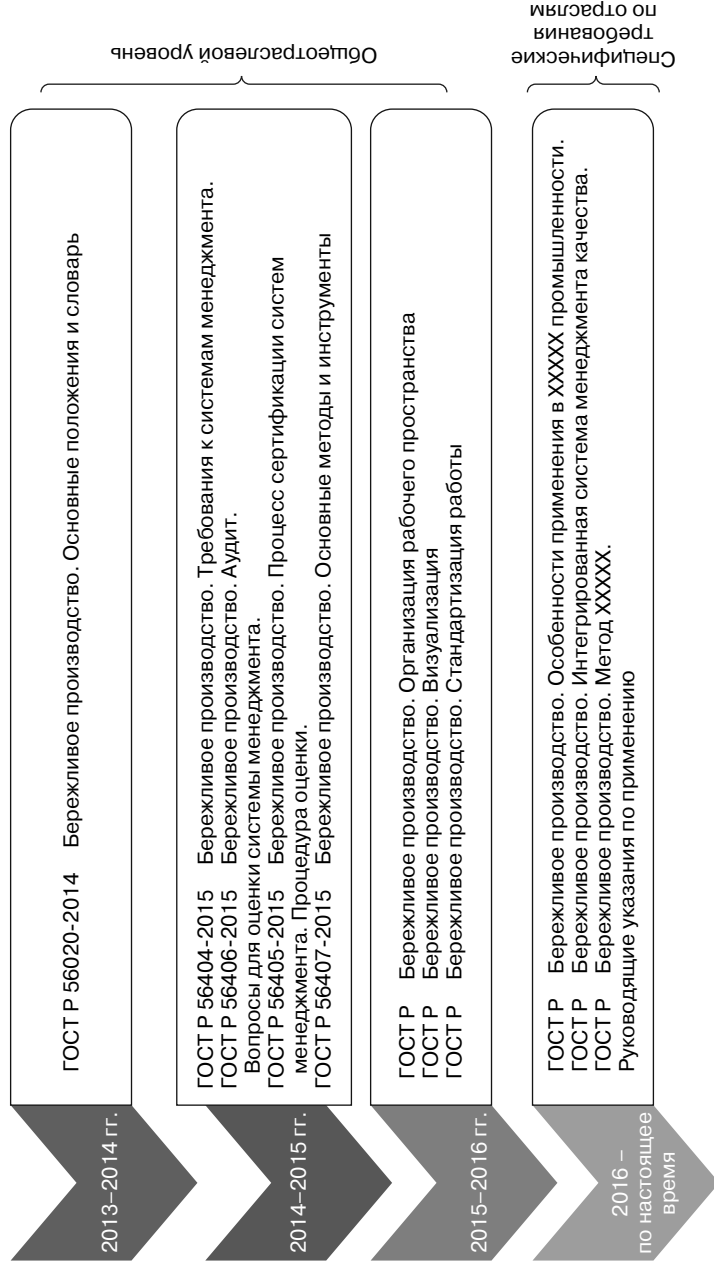 2013–2014 гг.
ГОСТ Р 56020-2014 Бережливое производство. Основные положения и словарь
2014–2015 гг.
ГОСТ Р 56404-2015 Бережливое производство. Требования к системам менеджмента.
ГОСТ Р 56406-2015 Бережливое производство. Аудит.
Вопросы для оценки системы менеджмента.
ГОСТ Р 56405-2015 Бережливое производство. Процесс сертификации систем
менеджмента. Процедура оценки.
ГОСТ Р 56407-2015 Бережливое производство. Основные методы и инструменты
2015–2016 гг.
ГОСТ Р Бережливое производство. Организация рабочего пространства
ГОСТ Р Бережливое производство. Визуализация
ГОСТ Р Бережливое производство. Стандартизация работы
Общеотраслевой уровень
2016 –
по настоящее
время
ГОСТ Р Бережливое производство. Особенности применения в XXXXX промышленности.
ГОСТ Р Бережливое производство. Интегрированная система менеджмента качества.
ГОСТ Р Бережливое производство. Метод XXXXX.
Руководящие указания по применению
Специфические
требования
по отраслям